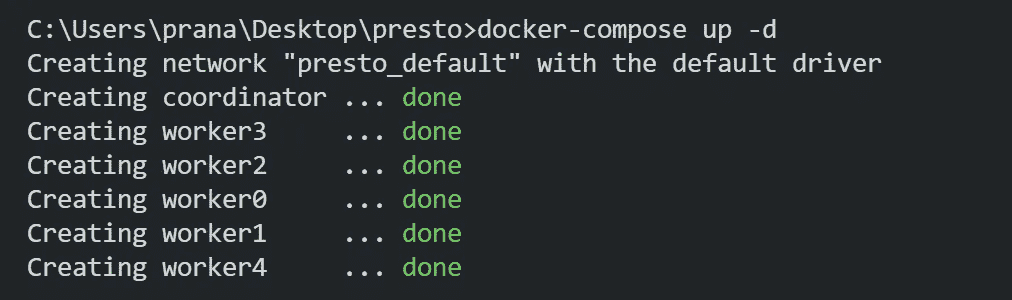 C:\Users\prana\Desktop\presto>docker-compose up -d
Creating network "presto_default" with the default driver
Creating coordinator ... done
Creating worker3     ... done
Creating worker2     ... done
Creating worker0     ... done
Creating worker1     ... done
Creating worker4     ... done